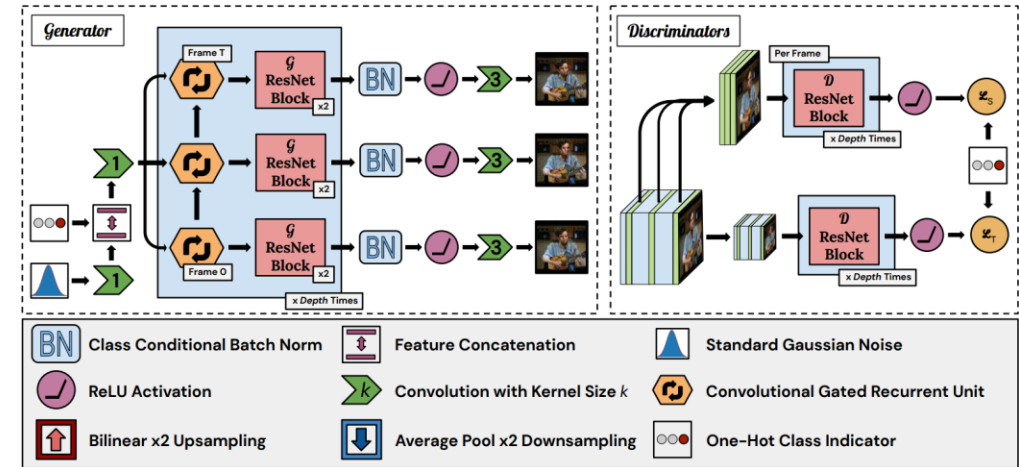 Generator
Frame T
G
ResNet
Block
x2
BN
3
G
ResNet
Block
x2
BN
3
1
G
ResNet
Block
x2
BN
3
Frame 0
1
x Depth Times
Discriminators
Per Frame
D
ResNet
Block
x Depth Times
ℒS
D
ResNet
Block
x Depth Times
ℒT
BN
Class Conditional Batch Norm
Feature Concatenation
Standard Gaussian Noise
ReLU Activation
k
Convolution with Kernel Size k
Convolutional Gated Recurrent Unit
Bilinear x2 Upsampling
Average Pool x2 Downsampling
One-Hot Class Indicator